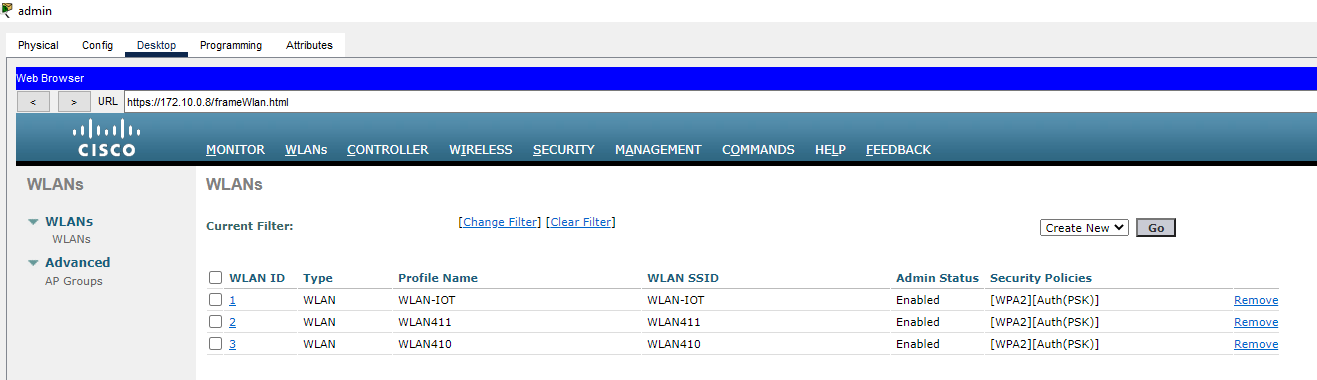 admin
Physical Config Desktop Programming Attributes
Web Browser
< > URL https://172.10.0.8/frameWlan.html
CISCO
MONITOR WLANs CONTROLLER WIRELESS SECURITY MANAGEMENT COMMANDS HELP FEEDBACK
WLANs
WLANs
WLANs
Advanced
AP Groups
WLANs
Current Filter: [Change Filter] [Clear Filter] Create New Go
WLAN ID Type Profile Name WLAN SSID Admin Status Security Policies
1 WLAN WLAN-IOT WLAN-IOT Enabled [WPA2][Auth(PSK)] Remove
2 WLAN WLAN411 WLAN411 Enabled [WPA2][Auth(PSK)] Remove
3 WLAN WLAN410 WLAN410 Enabled [WPA2][Auth(PSK)] Remove